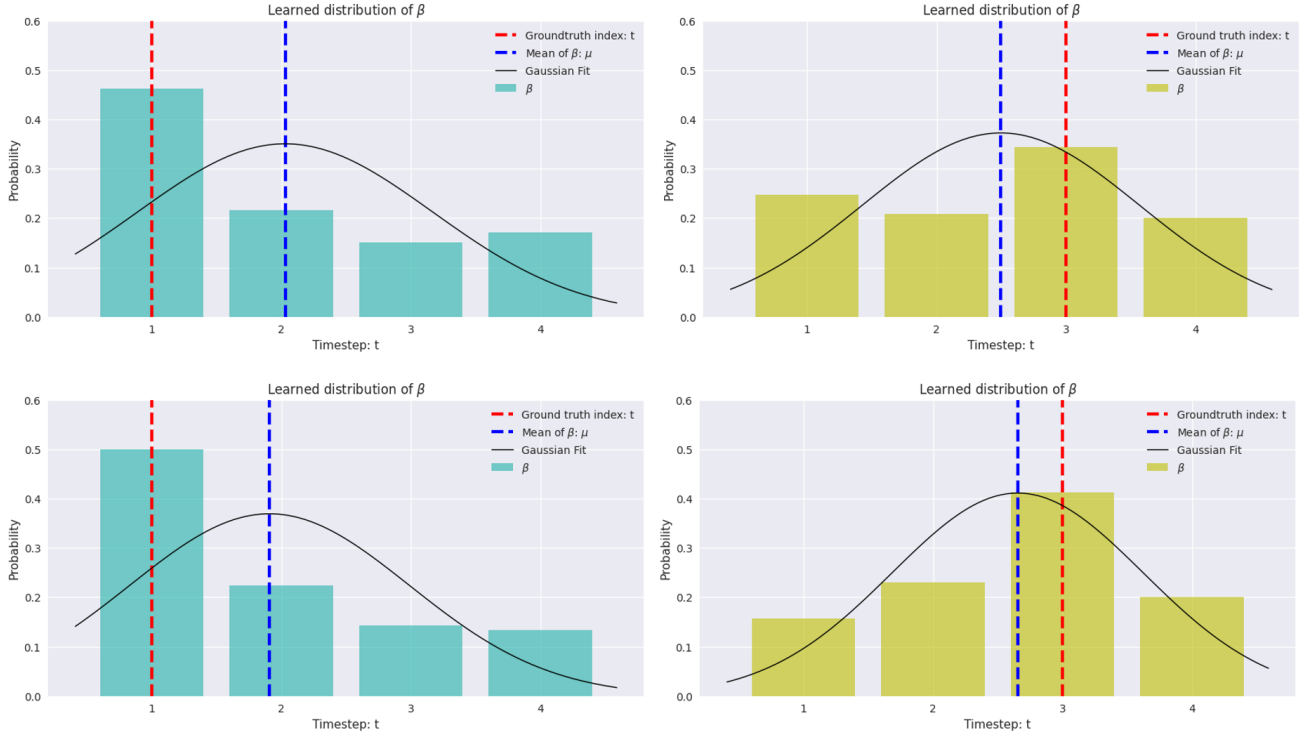 Learned distribution of β
0.6
0.5
0.4
0.3
0.2
0.1
0.0
Probability
Groundtruth index: t
Mean of β: μ
Gaussian Fit
β
1 2 3 4
Timestep: t
Learned distribution of β
0.6
0.5
0.4
0.3
0.2
0.1
0.0
Probability
Ground truth index: t
Mean of β: μ
Gaussian Fit
β
1 2 3 4
Timestep: t
Learned distribution of β
0.6
0.5
0.4
0.3
0.2
0.1
0.0
Probability
Ground truth index: t
Mean of β: μ
Gaussian Fit
β
1 2 3 4
Timestep: t
Learned distribution of β
0.6
0.5
0.4
0.3
0.2
0.1
0.0
Probability
Groundtruth index: t
Mean of β: μ
Gaussian Fit
β
1 2 3 4
Timestep: t